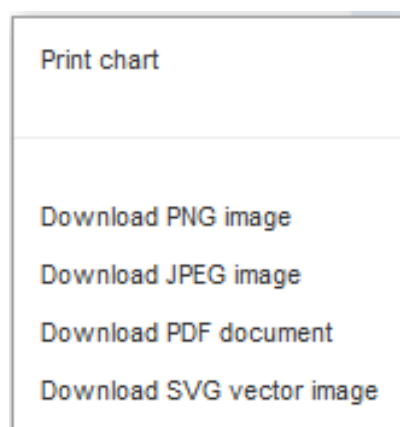 Print chart
Download PNG image
Download JPEG image
Download PDF document
Download SVG vector image